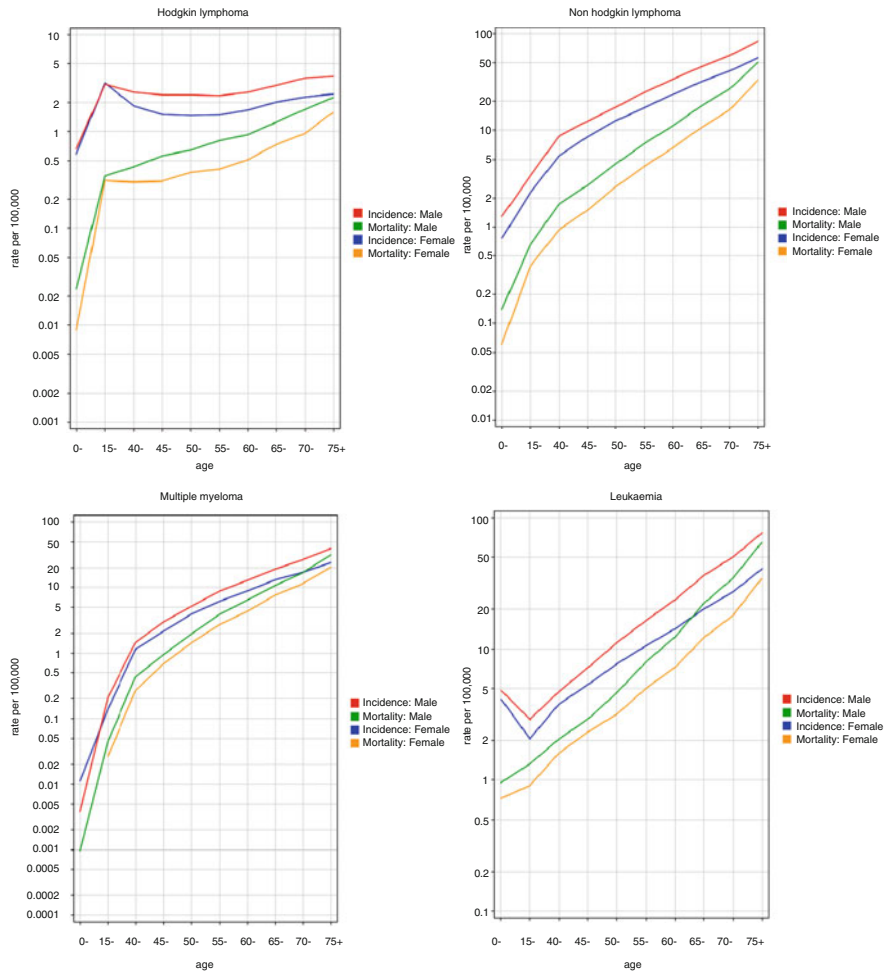 Hodgkin lymphoma
10
5
2
1
0.5
0.2
0.1
0.05
0.02
0.01
0.005
0.002
0.001
rate per 100,000
0- 15- 40- 45- 50- 55- 60- 65- 70- 75+
age
Incidence: Male
Mortality: Male
Incidence: Female
Mortality: Female
Non hodgkin lymphoma
100
50
20
10
5
2
1
0.5
0.2
0.1
0.05
0.02
0.01
rate per 100,000
0- 15- 40- 45- 50- 55- 60- 65- 70- 75+
age
Incidence: Male
Mortality: Male
Incidence: Female
Mortality: Female
Multiple myeloma
100
50
20
10
5
2
1
0.5
0.2
0.1
0.05
0.02
0.01
0.005
0.002
0.001
0.0005
0.0002
0.0001
rate per 100,000
0- 15- 40- 45- 50- 55- 60- 65- 70- 75+
age
Incidence: Male
Mortality: Male
Incidence: Female
Mortality: Female
Leukaemia
100
50
20
10
5
2
1
0.5
0.2
0.1
rate per 100,000
0- 15- 40- 45- 50- 55- 60- 65- 70- 75+
age
Incidence: Male
Mortality: Male
Incidence: Female
Mortality: Female